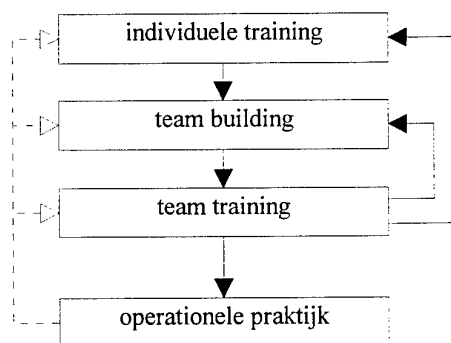 individuele training
team building
team training
operationele praktijk